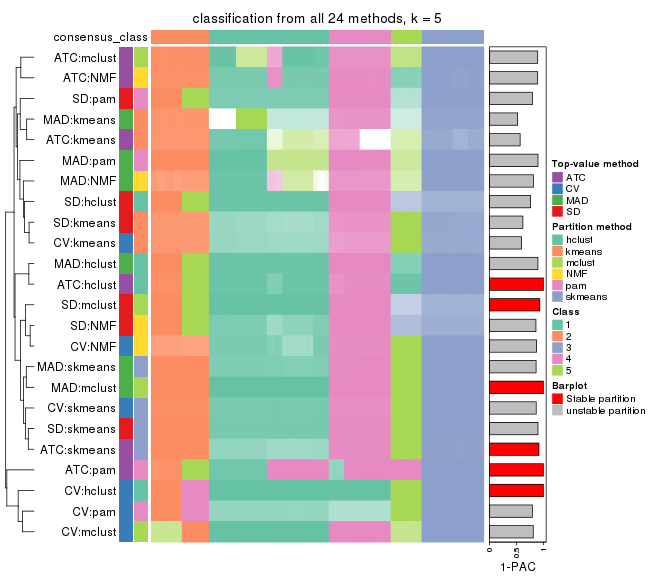 classification from all 24 methods, k = 5
consensus_class
ATC:mclust
ATC:NMF
SD:pam
MAD:kmeans
ATC:kmeans
MAD:pam
MAD:NMF
SD:hclust
SD:kmeans
CV:kmeans
MAD:hclust
ATC:hclust
SD:mclust
SD:NMF
CV:NMF
MAD:skmeans
MAD:mclust
CV:skmeans
SD:skmeans
ATC:skmeans
ATC:pam
CV:hclust
CV:pam
CV:mclust
0
0.5
1
1-PAC
Top-value method
ATC
CV
MAD
SD
Partition method
hclust
kmeans
mclust
NMF
pam
skmeans
Class
1
2
3
4
5
Barplot
Stable partition
unstable partition